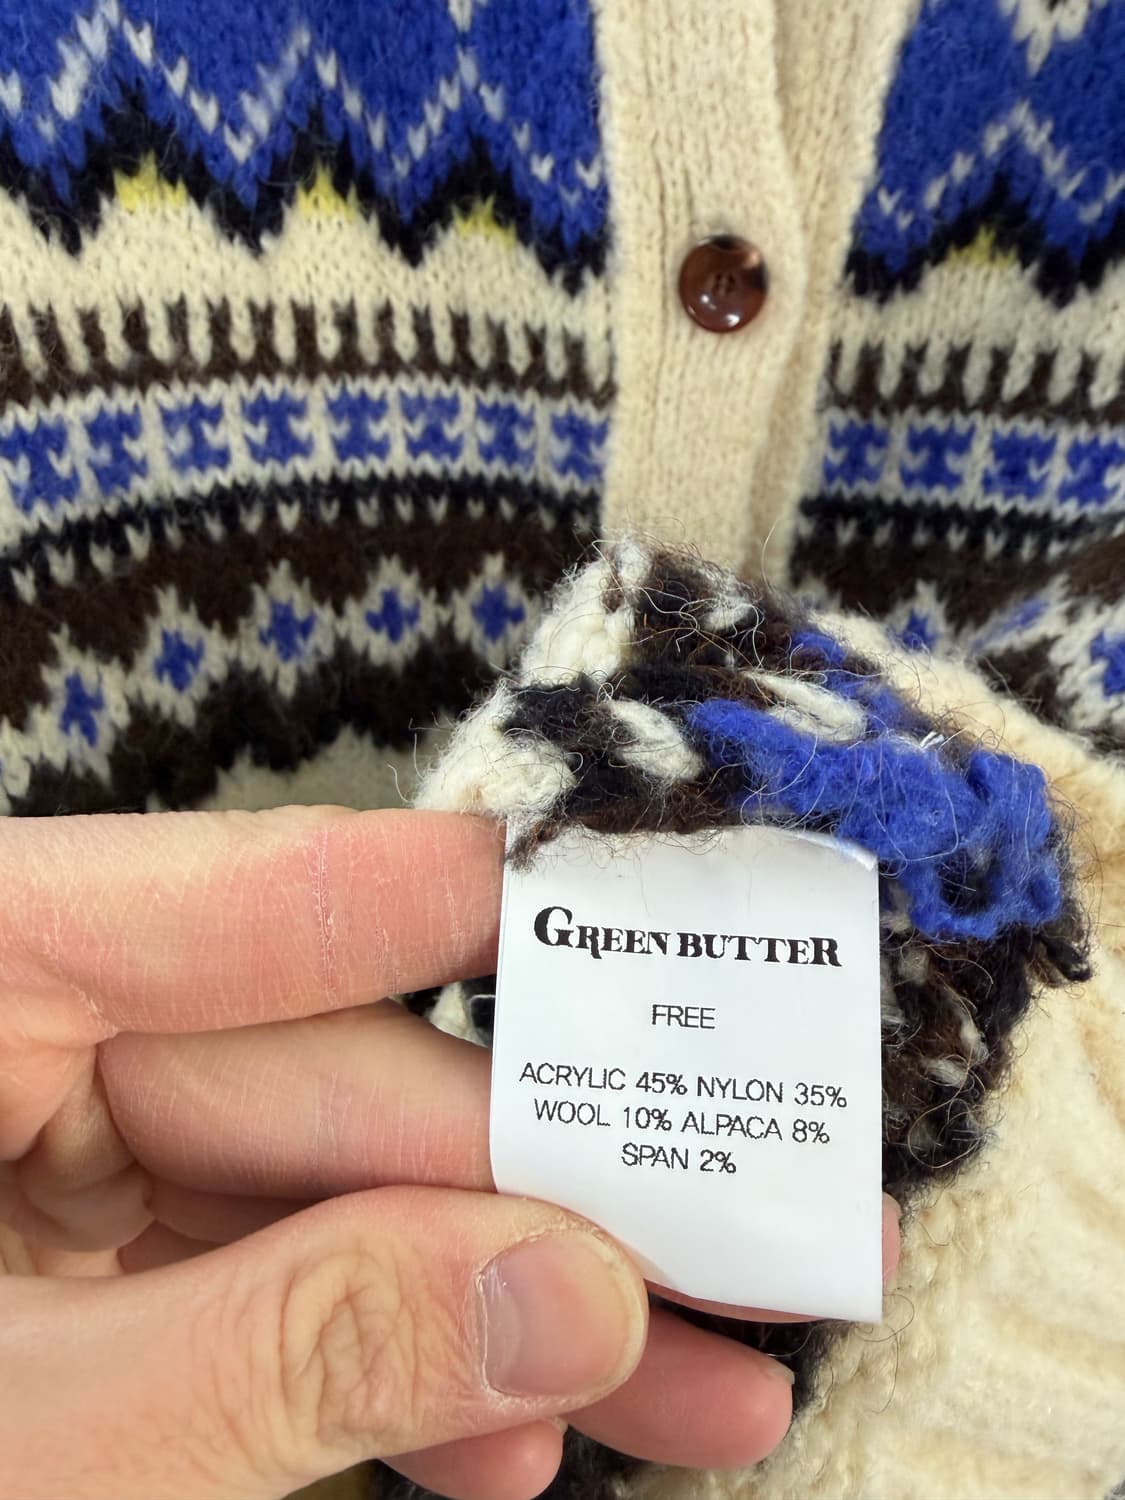 GREEN BUTTER
FREE
ACRYLIC 45% NYLON 35%
WOOL 10% ALPACA 8%
SPAN 2%